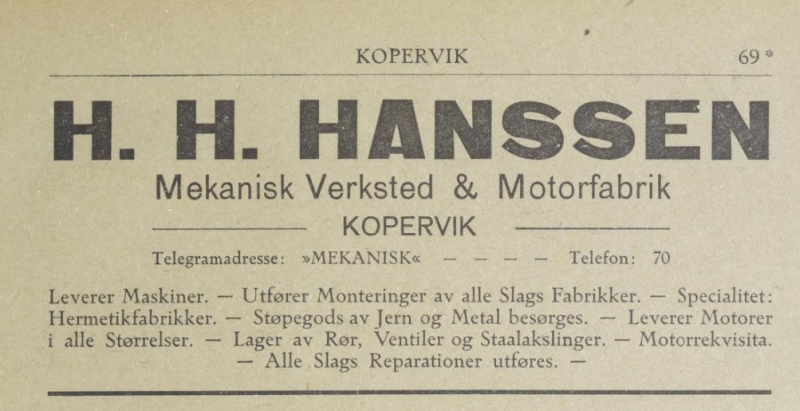 KOPERVIK 69*
H. H. HANSSEN
Mekanisk Verksted & Motorfabrik
KOPERVIK
Telegramadresse: »MEKANISK« — — — — Telefon: 70
Leverer Maskiner. — Utfører Monteringer av alle Slags Fabrikker. — Specialitet:
Hermetikfabrikker. — Støpegods av Jern og Metal besørges. — Leverer Motorer
i alle Størrelser. — Lager av Rør, Ventiler og Staalakslinger. — Motorrekvisita.
— Alle Slags Reparationer utføres. —